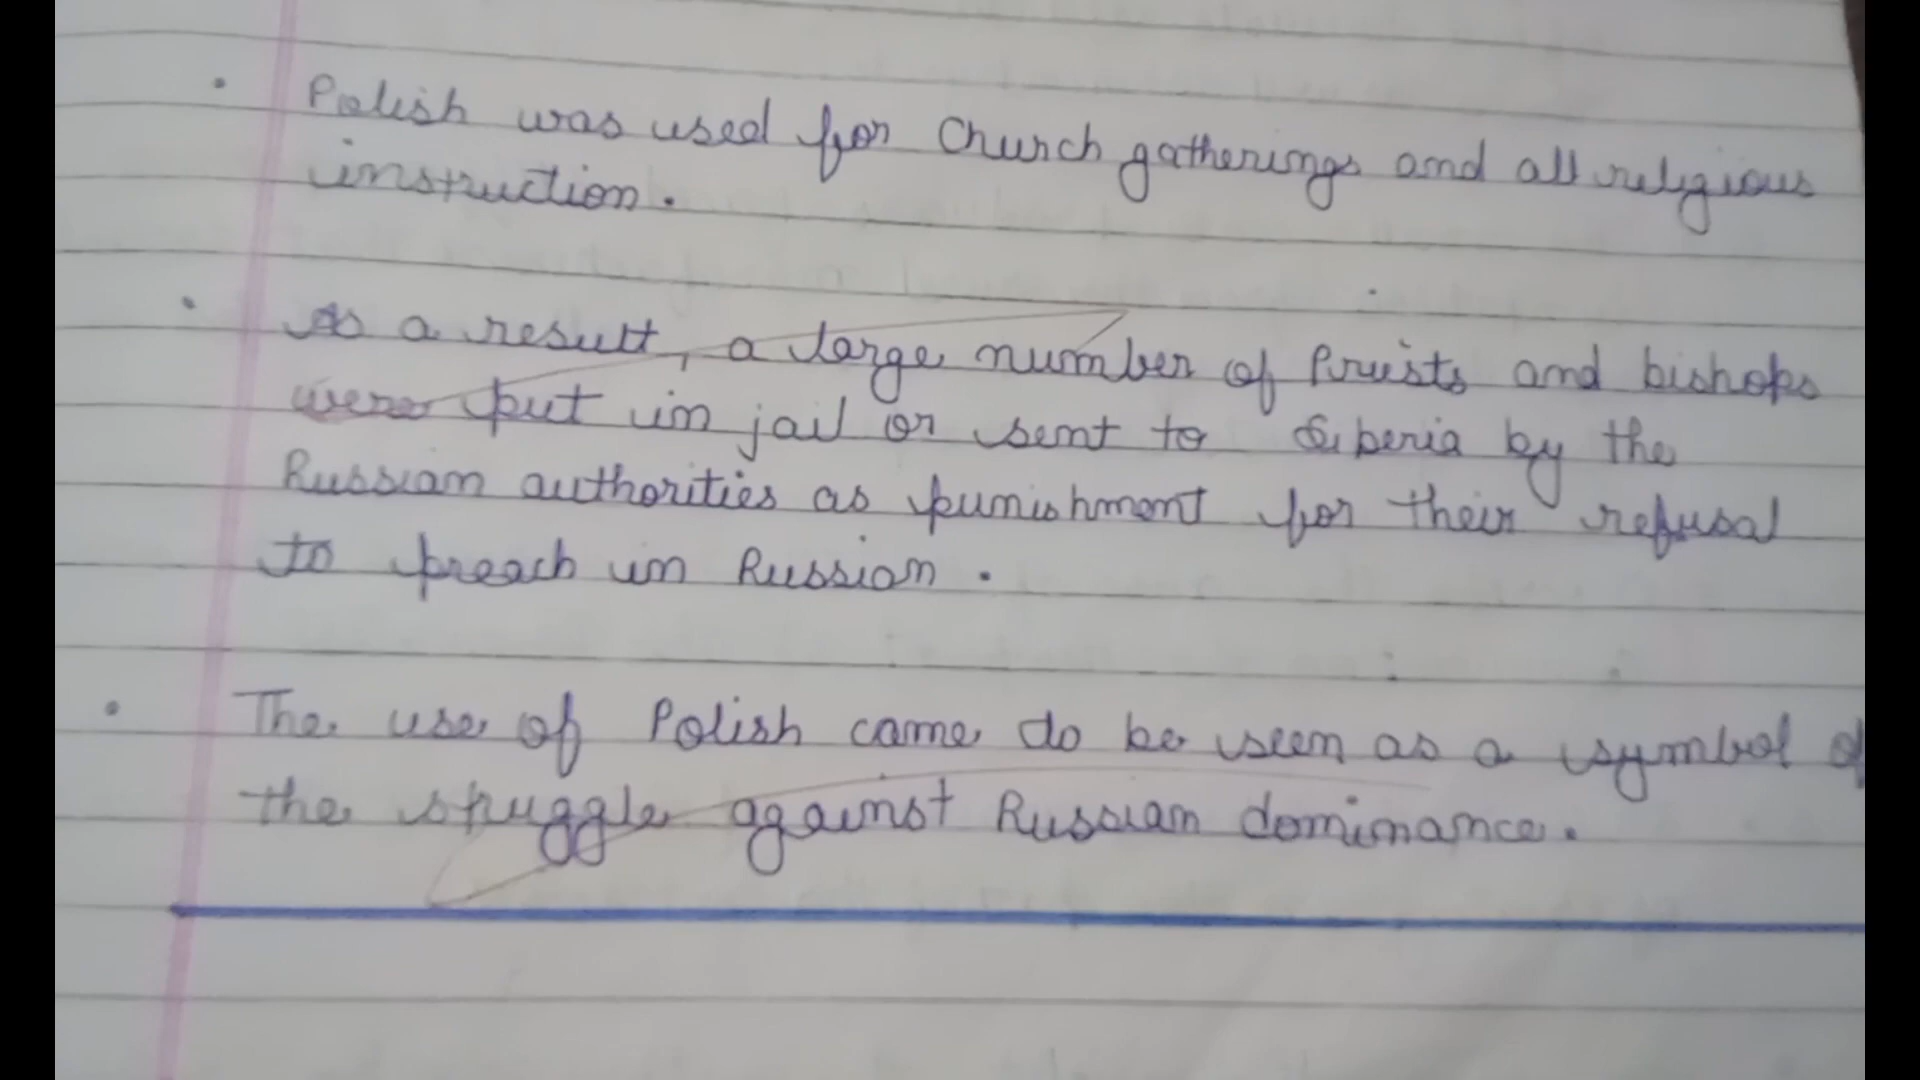 • Polish was used for Church gatherings and all religious
instruction.
• As a result, a large number of Priests and bishops
were put in jail or sent to Siberia by the
Russian authorities as punishment for their refusal
to preach in Russian.
• The use of Polish came to be seen as a symbol of
the struggle against Russian dominance.